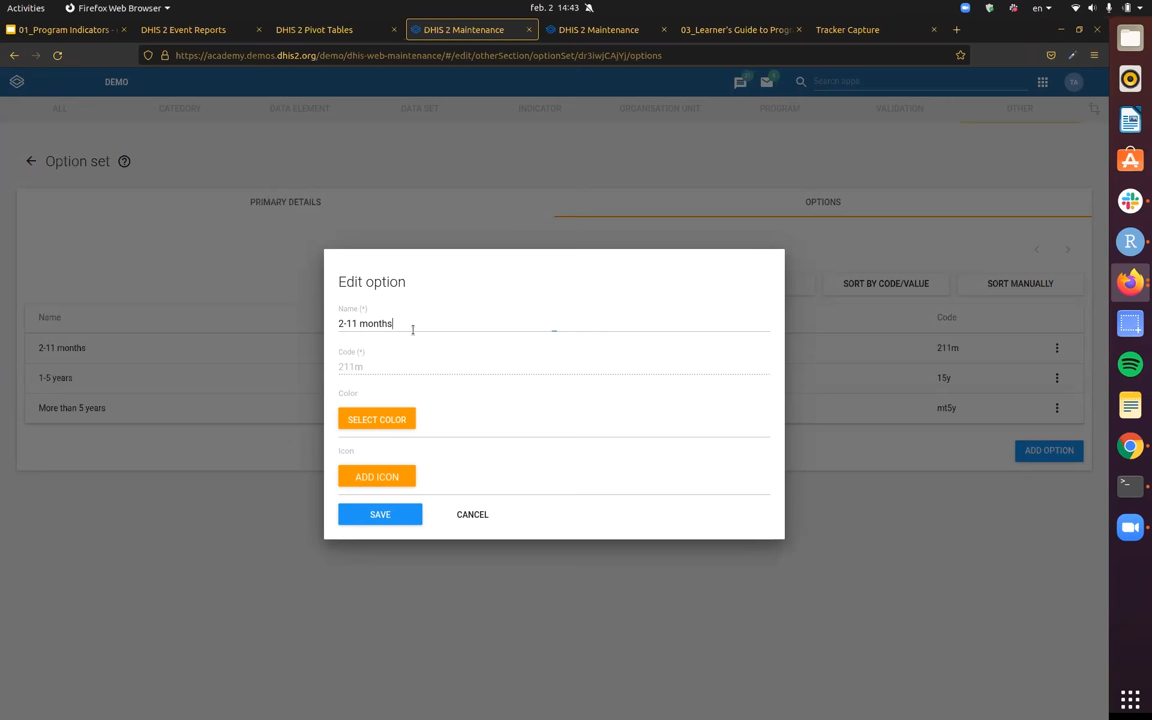 Activities
Firefox Web Browser
feb. 2 14:43
en
01_Program Indicators -
DHIS 2 Event Reports
DHIS 2 Pivot Tables
DHIS 2 Maintenance
DHIS 2 Maintenance
03_Learner's Guide to Prog
Tracker Capture
https://academy.demos.dhis2.org/demo/dhis-web-maintenance/#/edit/otherSection/optionSet/dr3iwjCAjYj/options
DEMO
Search apps
TA
ALL
CATEGORY
DATA ELEMENT
DATA SET
INDICATOR
ORGANISATION UNIT
PROGRAM
VALIDATION
OTHER
Option set
PRIMARY DETAILS
OPTIONS
SORT BY CODE/VALUE
SORT MANUALLY
Name
Code
2-11 months
211m
1-5 years
15y
More than 5 years
mt5y
ADD OPTION
Edit option
Name (*)
2-11 months
Code (*)
211m
Color
SELECT COLOR
Icon
ADD ICON
SAVE
CANCEL